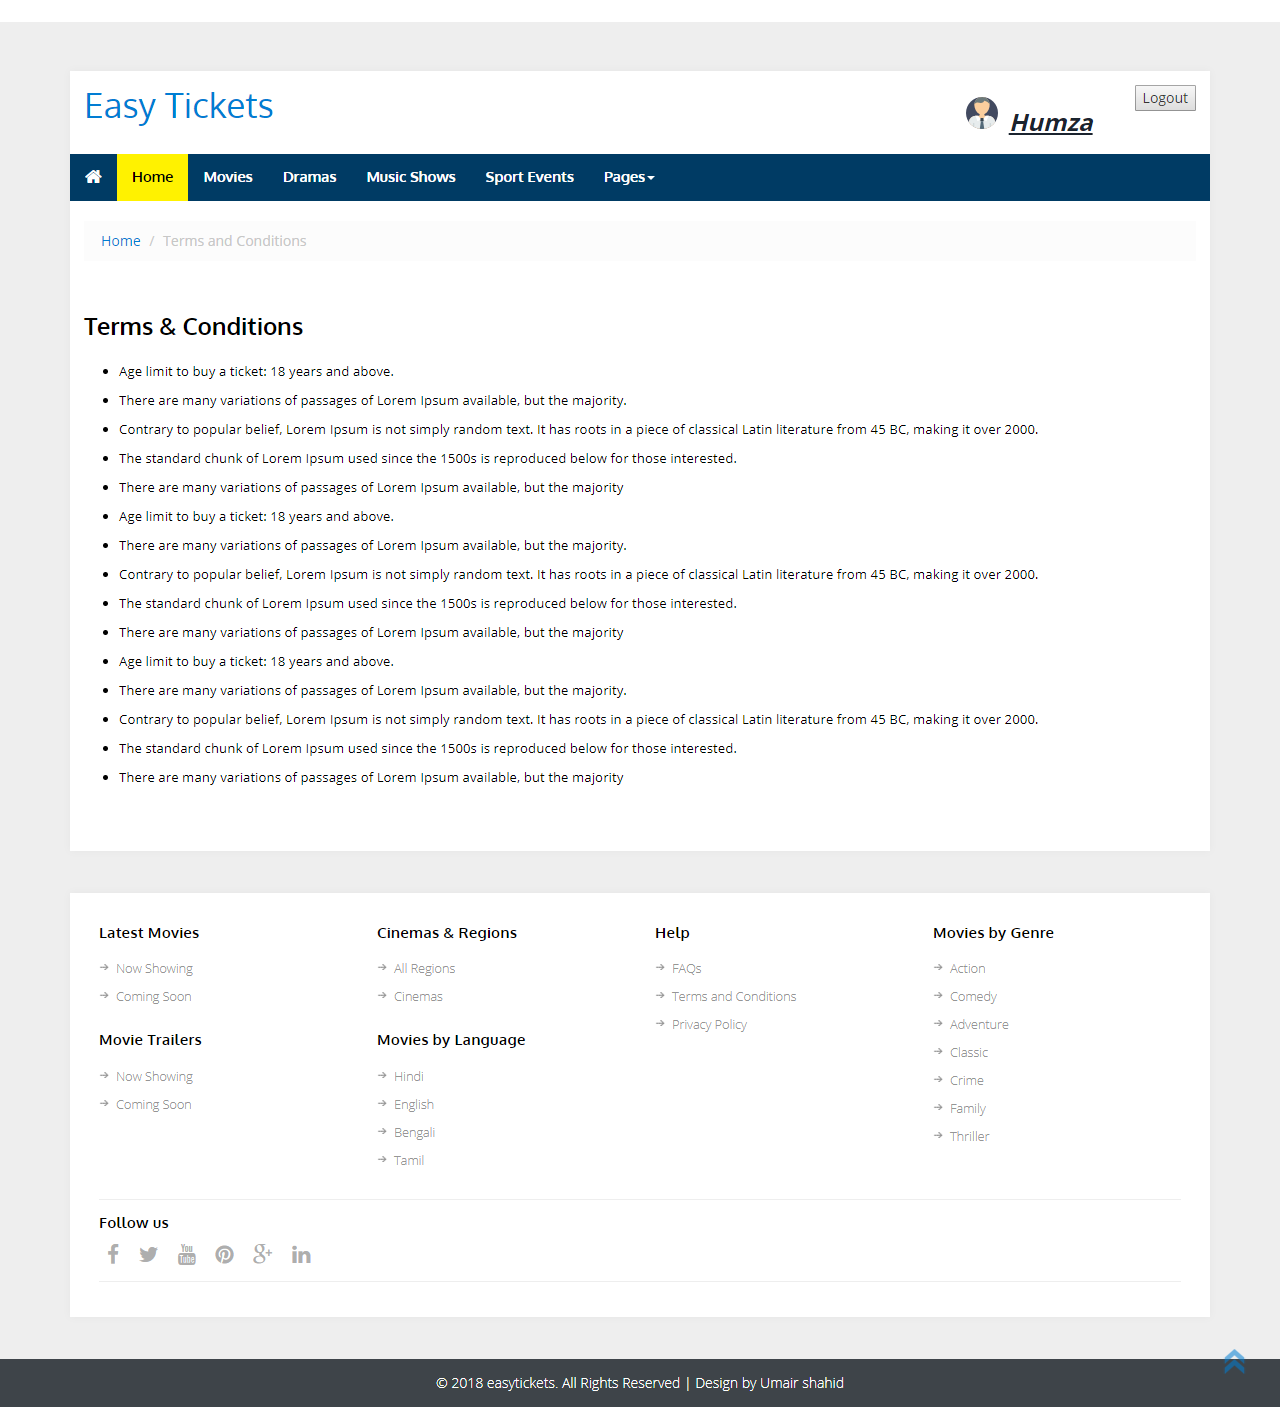 Easy Tickets
Humza
Logout
Home Movies Dramas Music Shows Sport Events Pages
Home / Terms and Conditions
Terms & Conditions
Age limit to buy a ticket: 18 years and above.
There are many variations of passages of Lorem Ipsum available, but the majority.
Contrary to popular belief, Lorem Ipsum is not simply random text. It has roots in a piece of classical Latin literature from 45 BC, making it over 2000.
The standard chunk of Lorem Ipsum used since the 1500s is reproduced below for those interested.
There are many variations of passages of Lorem Ipsum available, but the majority
Age limit to buy a ticket: 18 years and above.
There are many variations of passages of Lorem Ipsum available, but the majority.
Contrary to popular belief, Lorem Ipsum is not simply random text. It has roots in a piece of classical Latin literature from 45 BC, making it over 2000.
The standard chunk of Lorem Ipsum used since the 1500s is reproduced below for those interested.
There are many variations of passages of Lorem Ipsum available, but the majority
Age limit to buy a ticket: 18 years and above.
There are many variations of passages of Lorem Ipsum available, but the majority.
Contrary to popular belief, Lorem Ipsum is not simply random text. It has roots in a piece of classical Latin literature from 45 BC, making it over 2000.
The standard chunk of Lorem Ipsum used since the 1500s is reproduced below for those interested.
There are many variations of passages of Lorem Ipsum available, but the majority
Latest Movies
Now Showing
Coming Soon
Movie Trailers
Now Showing
Coming Soon
Cinemas & Regions
All Regions
Cinemas
Movies by Language
Hindi
English
Bengali
Tamil
Help
FAQs
Terms and Conditions
Privacy Policy
Movies by Genre
Action
Comedy
Adventure
Classic
Crime
Family
Thriller
Follow us
You Tube
© 2018 easytickets. All Rights Reserved | Design by Umair shahid